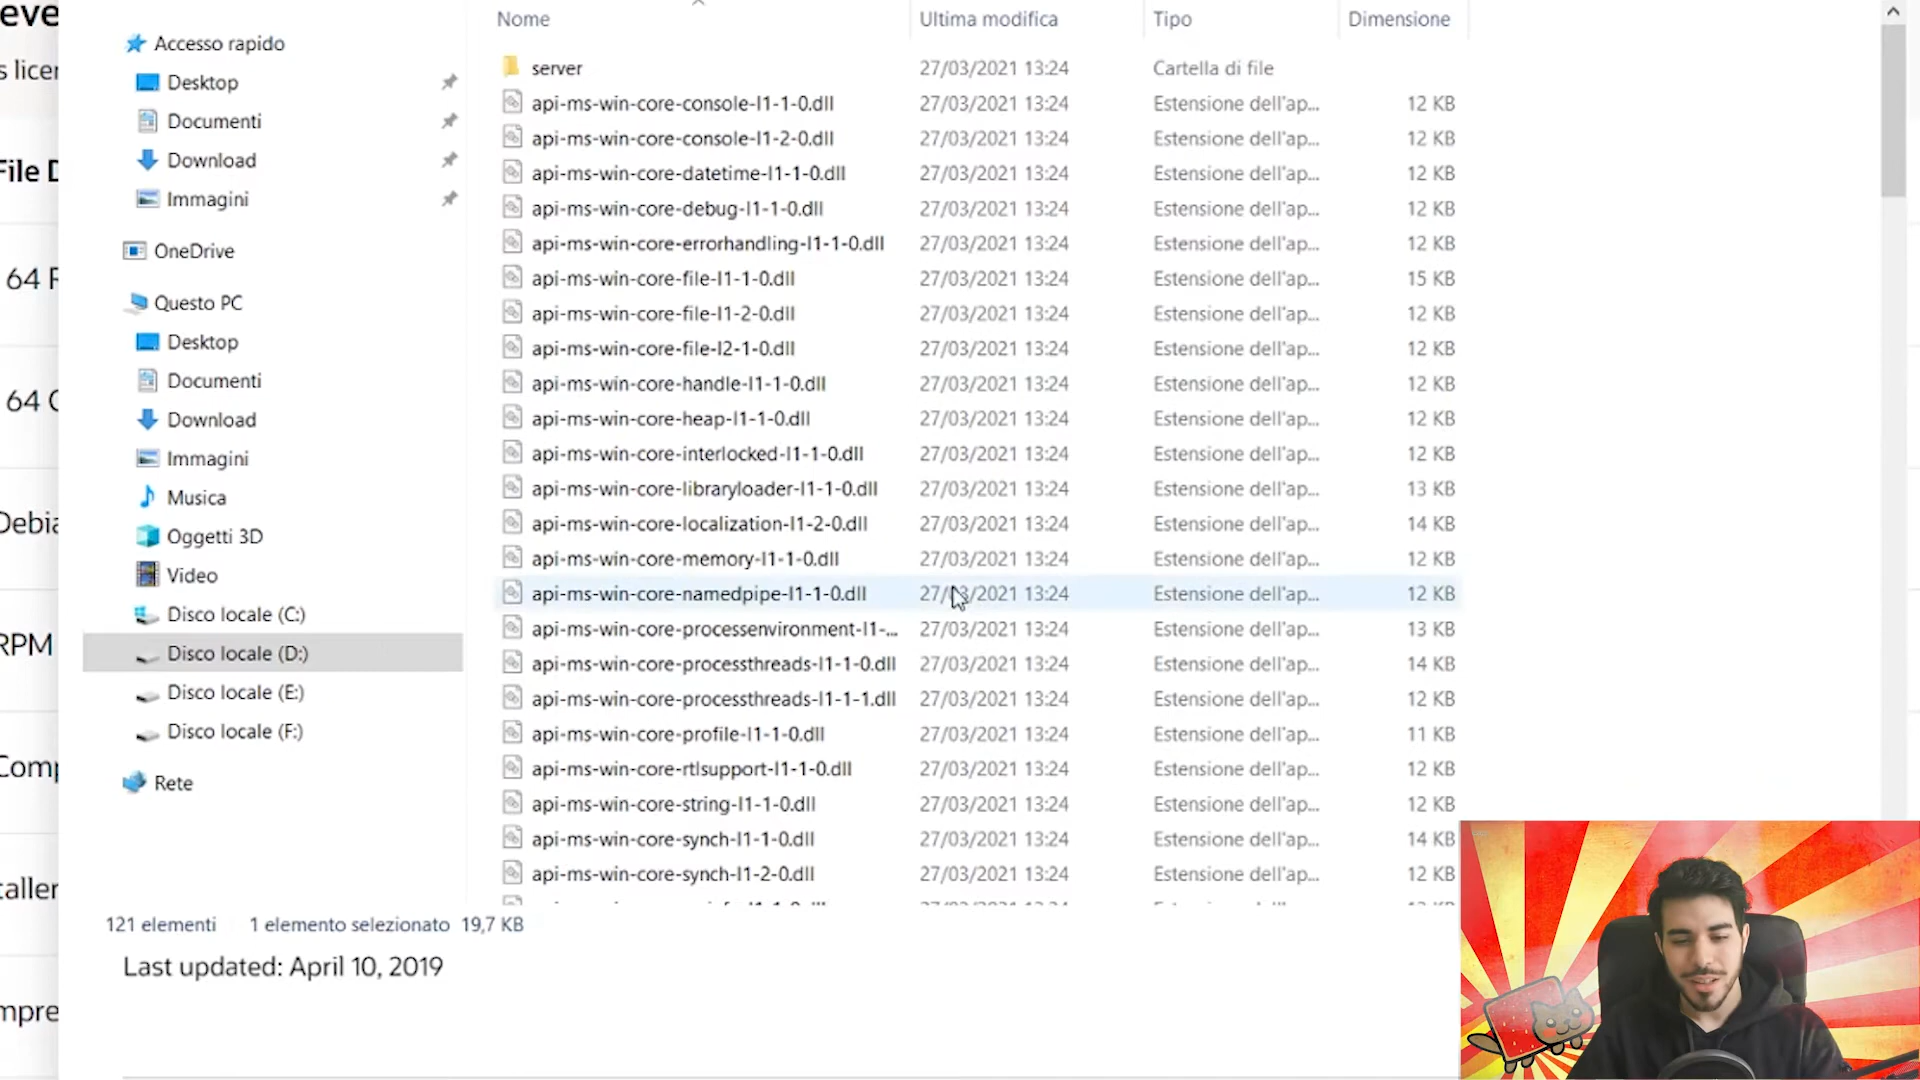 eve
Nome Ultima modifica Tipo Dimensione
Accesso rapido
s licer
server 27/03/2021 13:24 Cartella di file
Desktop
api-ms-win-core-console-l1-1-0.dll 27/03/2021 13:24 Estensione dell'ap... 12 KB
Documenti
api-ms-win-core-console-l1-2-0.dll 27/03/2021 13:24 Estensione dell'ap... 12 KB
Download
File D
api-ms-win-core-datetime-l1-1-0.dll 27/03/2021 13:24 Estensione dell'ap... 12 KB
Immagini
api-ms-win-core-debug-l1-1-0.dll 27/03/2021 13:24 Estensione dell'ap... 12 KB
OneDrive
api-ms-win-core-errorhandling-l1-1-0.dll 27/03/2021 13:24 Estensione dell'ap... 12 KB
64 R
api-ms-win-core-file-l1-1-0.dll 27/03/2021 13:24 Estensione dell'ap... 15 KB
Questo PC
api-ms-win-core-file-l1-2-0.dll 27/03/2021 13:24 Estensione dell'ap... 12 KB
Desktop
api-ms-win-core-file-l2-1-0.dll 27/03/2021 13:24 Estensione dell'ap... 12 KB
Documenti
api-ms-win-core-handle-l1-1-0.dll 27/03/2021 13:24 Estensione dell'ap... 12 KB
64 C
Download
api-ms-win-core-heap-l1-1-0.dll 27/03/2021 13:24 Estensione dell'ap... 12 KB
Immagini
api-ms-win-core-interlocked-l1-1-0.dll 27/03/2021 13:24 Estensione dell'ap... 12 KB
Musica
api-ms-win-core-libraryloader-l1-1-0.dll 27/03/2021 13:24 Estensione dell'ap... 13 KB
Debia
Oggetti 3D
api-ms-win-core-localization-l1-2-0.dll 27/03/2021 13:24 Estensione dell'ap... 14 KB
Video
api-ms-win-core-memory-l1-1-0.dll 27/03/2021 13:24 Estensione dell'ap... 12 KB
Disco locale (C:)
api-ms-win-core-namedpipe-l1-1-0.dll 27/03/2021 13:24 Estensione dell'ap... 12 KB
RPM
Disco locale (D:)
api-ms-win-core-processenvironment-l1-... 27/03/2021 13:24 Estensione dell'ap... 13 KB
api-ms-win-core-processthreads-l1-1-0.dll 27/03/2021 13:24 Estensione dell'ap... 14 KB
Disco locale (E:)
api-ms-win-core-processthreads-l1-1-1.dll 27/03/2021 13:24 Estensione dell'ap... 12 KB
Disco locale (F:)
api-ms-win-core-profile-l1-1-0.dll 27/03/2021 13:24 Estensione dell'ap... 11 KB
Comp
Rete
api-ms-win-core-rtlsupport-l1-1-0.dll 27/03/2021 13:24 Estensione dell'ap... 12 KB
api-ms-win-core-string-l1-1-0.dll 27/03/2021 13:24 Estensione dell'ap... 12 KB
api-ms-win-core-synch-l1-1-0.dll 27/03/2021 13:24 Estensione dell'ap... 14 KB
api-ms-win-core-synch-l1-2-0.dll 27/03/2021 13:24 Estensione dell'ap... 12 KB
taller
121 elementi 1 elemento selezionato 19,7 KB
Last updated: April 10, 2019
mpre